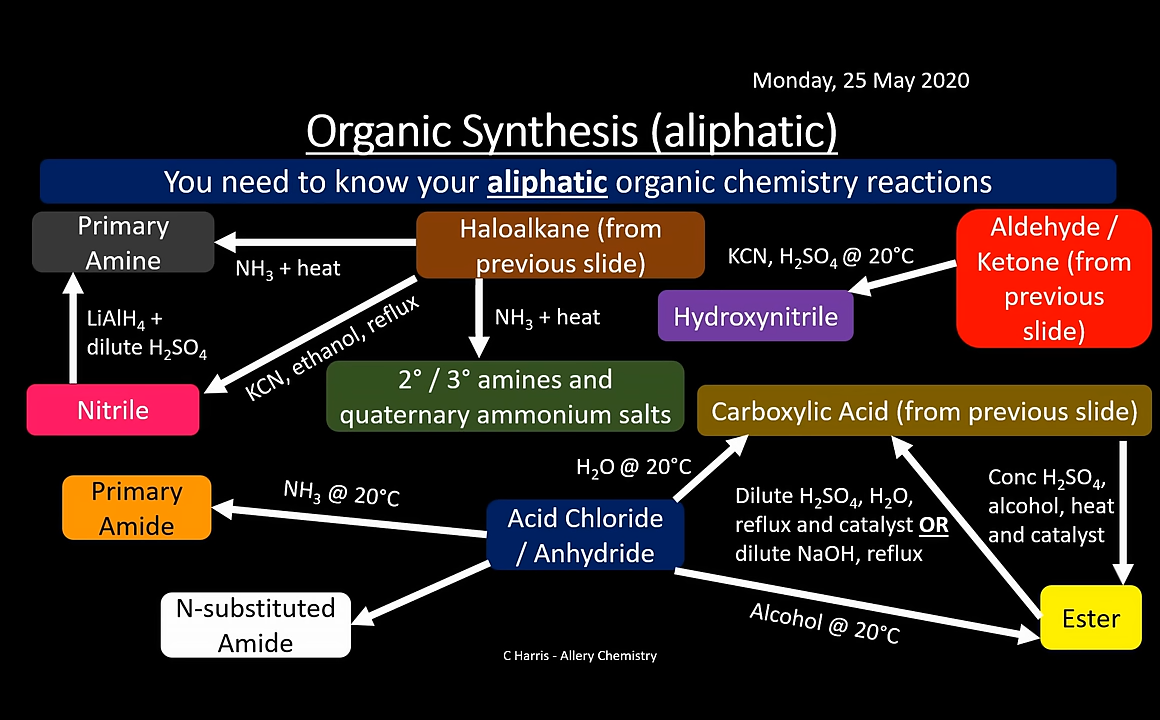 Monday, 25 May 2020
Organic Synthesis (aliphatic)
You need to know your aliphatic organic chemistry reactions
Primary
Amine
Haloalkane (from
previous slide)
Aldehyde /
Ketone (from
previous
slide)
NH₃ + heat
KCN, H₂SO₄ @ 20°C
Hydroxynitrile
LiAlH₄ +
dilute H₂SO₄
KCN, ethanol, reflux
NH₃ + heat
Nitrile
2° / 3° amines and
quaternary ammonium salts
Carboxylic Acid (from previous slide)
H₂O @ 20°C
Primary
Amide
NH₃ @ 20°C
Acid Chloride
/ Anhydride
Dilute H₂SO₄, H₂O,
reflux and catalyst OR
dilute NaOH, reflux
Conc H₂SO₄,
alcohol, heat
and catalyst
N-substituted
Amide
Alcohol @ 20°C
Ester
C Harris - Allery Chemistry